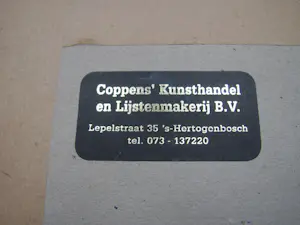 Coppens' Kunsthandel
en Lijstenmakerij B.V.
Lepelstraat 35 's-Hertogenbosch
tel. 073 - 137220